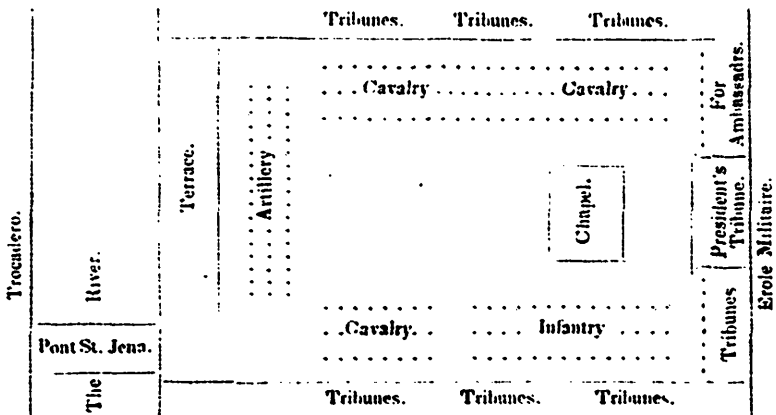 Tribunes. Tribunes. Tribunes.
Cavalry Cavalry
For
Ambassadrs.
Terrace.
Artillery
Chapel.
President's
Tribune.
Trocadero.
River.
Erole Militaire.
Pont St. Jena.
Cavalry. Infantry
Tribunes
The
Tribunes. Tribunes. Tribunes.